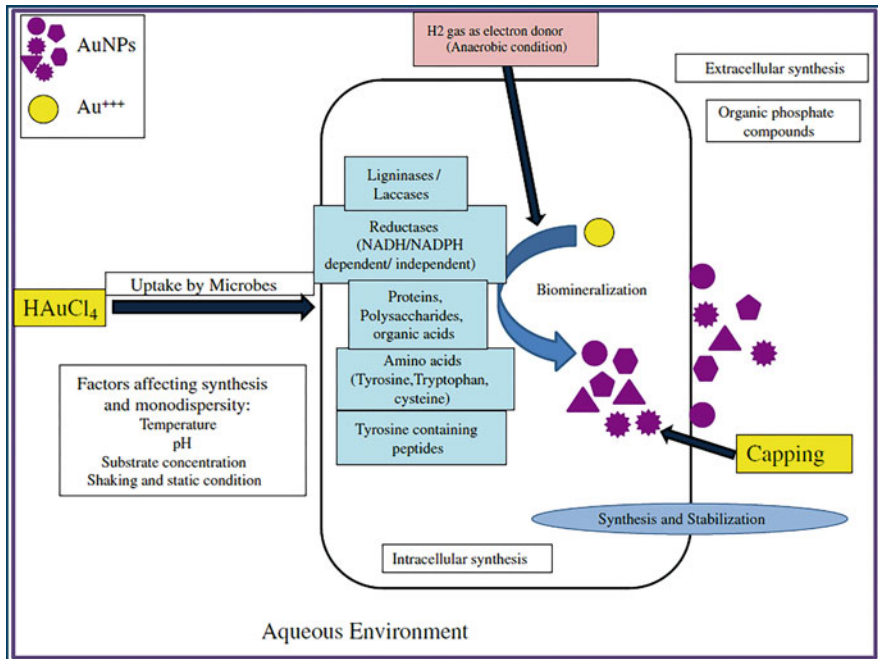 AuNPs
Au⁺⁺⁺
H2 gas as electron donor
(Anaerobic condition)
Extracellular synthesis
Organic phosphate
compounds
Ligninases /
Laccases
Reductases
(NADH/NADPH
dependent/ independent)
Uptake by Microbes
HAuCl₄
Biomineralization
Proteins,
Polysaccharides,
organic acids
Amino acids
(Tyrosine,Tryptophan,
cysteine)
Tyrosine containing
peptides
Factors affecting synthesis
and monodispersity:
Temperature
pH
Substrate concentration
Shaking and static condition
Capping
Synthesis and Stabilization
Intracellular synthesis
Aqueous Environment